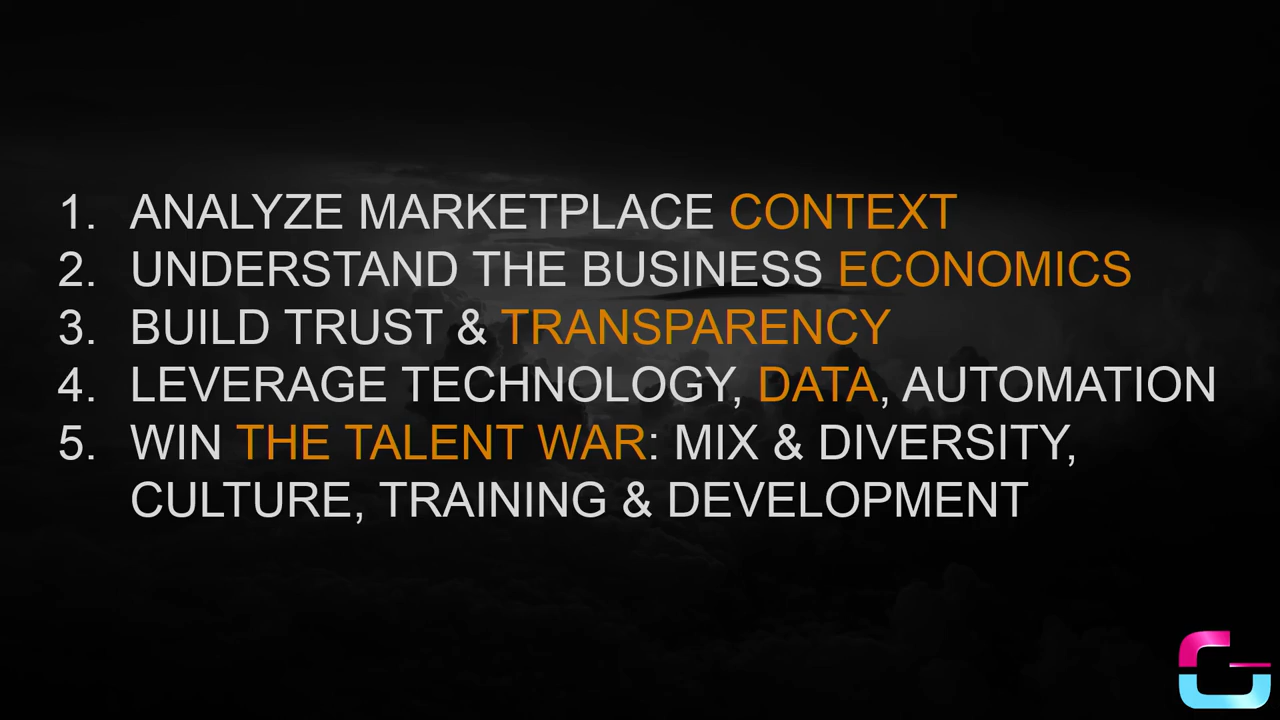 1. ANALYZE MARKETPLACE CONTEXT
2. UNDERSTAND THE BUSINESS ECONOMICS
3. BUILD TRUST & TRANSPARENCY
4. LEVERAGE TECHNOLOGY, DATA, AUTOMATION
5. WIN THE TALENT WAR: MIX & DIVERSITY,
CULTURE, TRAINING & DEVELOPMENT